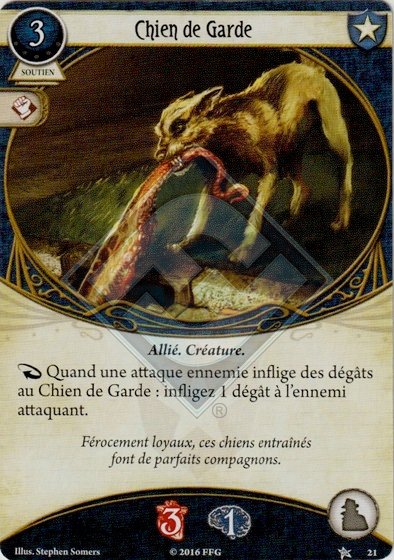 3
Chien de Garde
SOUTIEN
Allié. Créature.
Quand une attaque ennemie inflige des dégâts
au Chien de Garde : infligez 1 dégât à l'ennemi
attaquant.
®
Férocement loyaux, ces chiens entraînés
font de parfaits compagnons.
3
1
Illus. Stephen Somers
© 2016 FFG
21